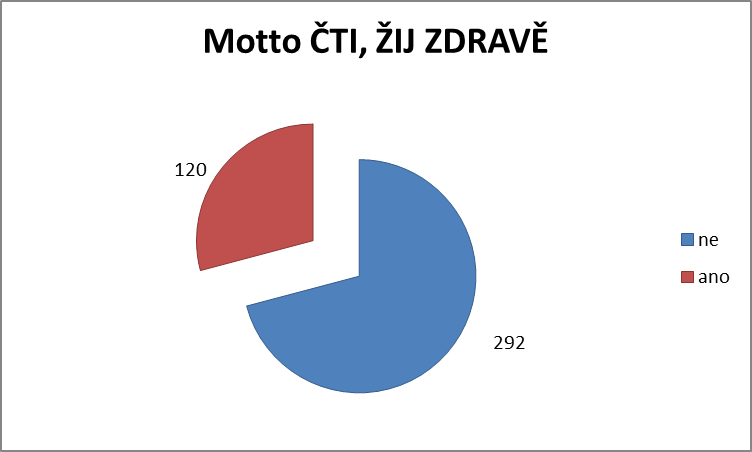 Motto ČTI, ŽIJ ZDRAVĚ
120
292
ne
ano